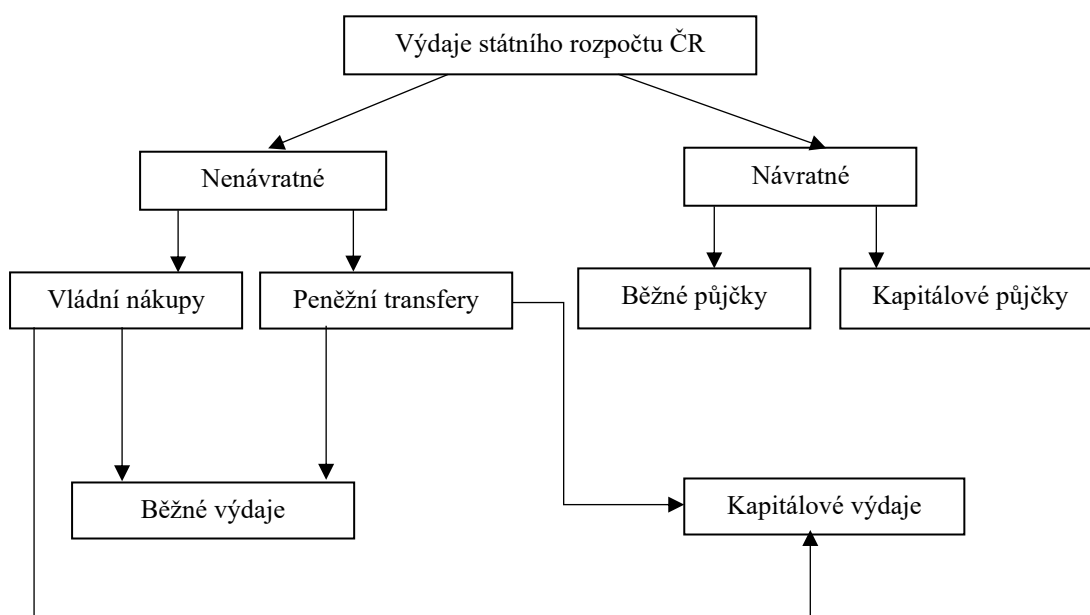 Výdaje státního rozpočtu ČR
Nenávratné
Návratné
Vládní nákupy
Peněžní transfery
Běžné půjčky
Kapitálové půjčky
Běžné výdaje
Kapitálové výdaje